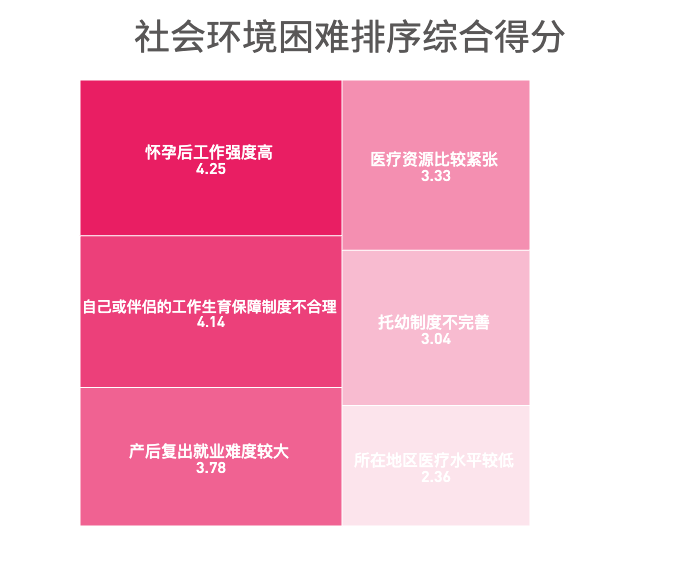 社会环境困难排序综合得分
怀孕后工作强度高
4.25
自己或伴侣的工作生育保障制度不合理
4.14
产后复出就业难度较大
3.78
医疗资源比较紧张
3.33
托幼制度不完善
3.04
所在地区医疗水平较低
2.36